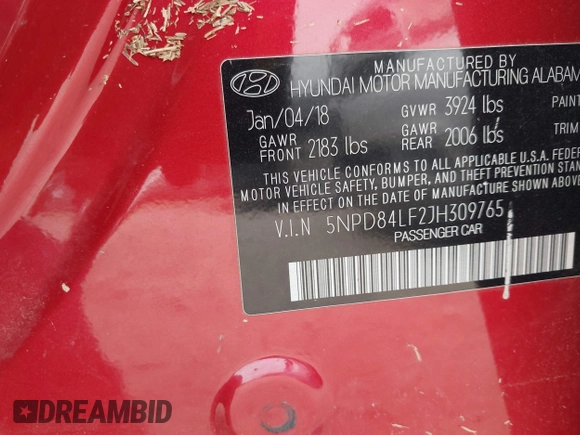 MANUFACTURED BY
HYUNDAI MOTOR MANUFACTURING ALABAM
Jan/04/18 GVWR 3924 lbs PAINT
GAWR FRONT 2183 lbs GAWR REAR 2006 lbs TRIM
THIS VEHICLE CONFORMS TO ALL APPLICABLE U.S.A. FEDER
MOTOR VEHICLE SAFETY, BUMPER, AND THEFT PREVENTION STAN
IN EFFECT ON THE DATE OF MANUFACTURE SHOWN ABOVE
V.I.N 5NPD84LF2JH309765
PASSENGER CAR
DREAMBID